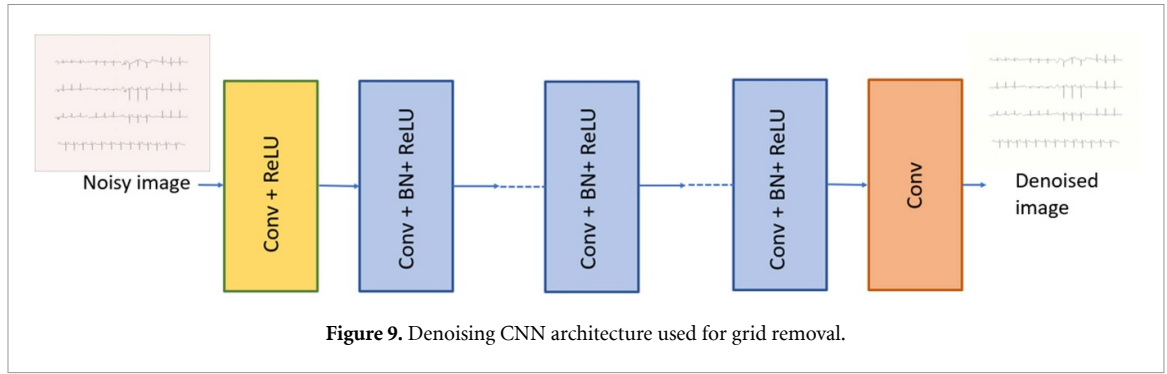 Noisy image
Conv + ReLU
Conv + BN+ ReLU
Conv + BN+ ReLU
Conv + BN+ ReLU
Conv
Denoised
image
Figure 9. Denoising CNN architecture used for grid removal.